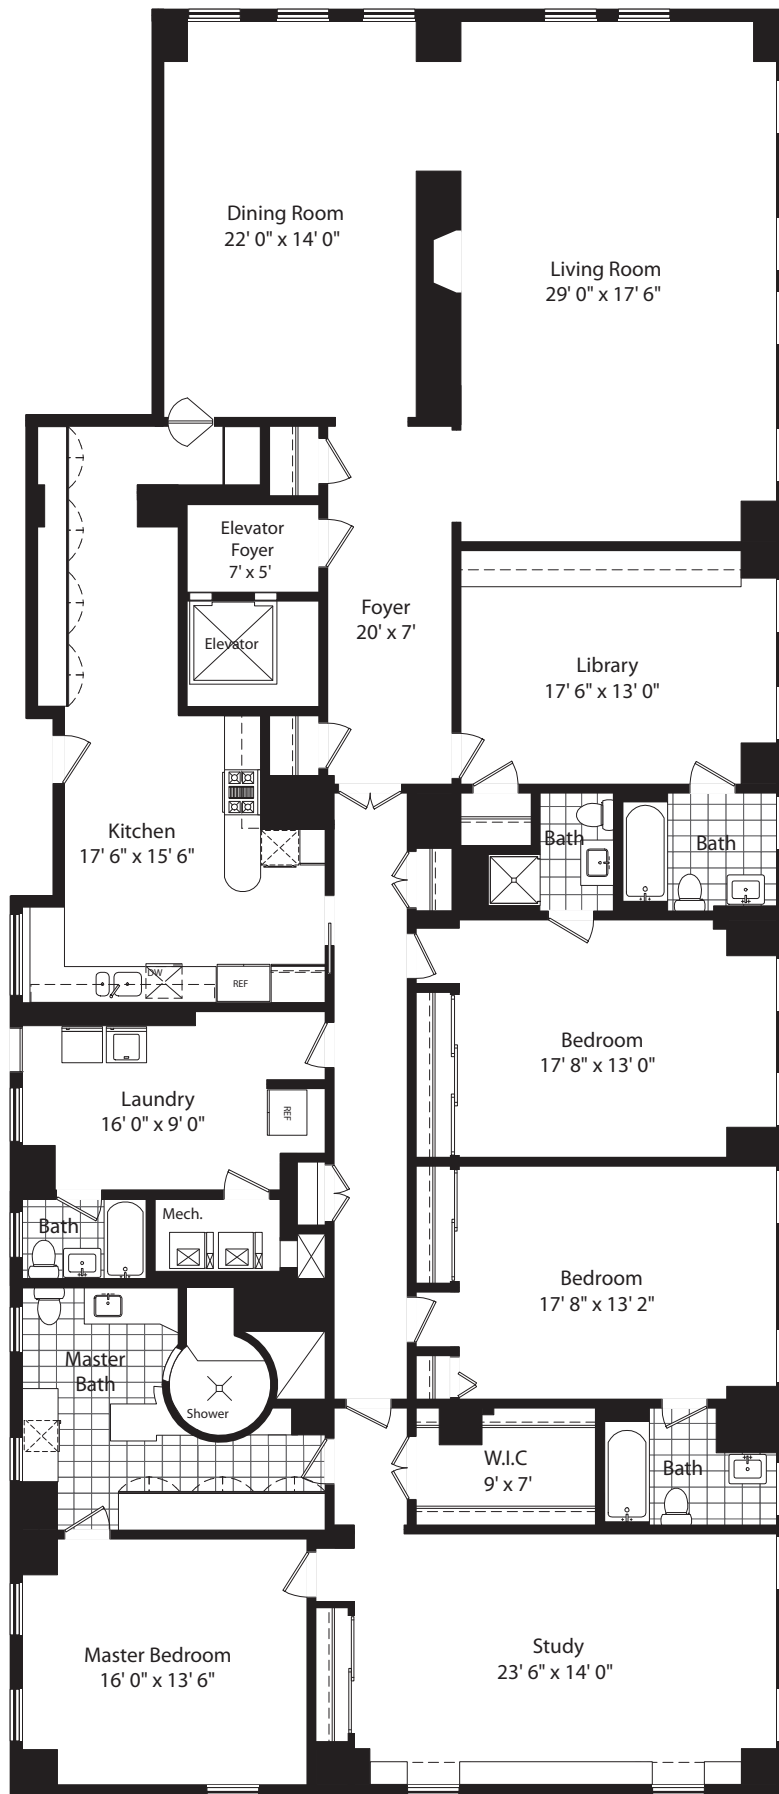 Dining Room
22' 0" x 14' 0"
Living Room
29' 0" x 17' 6"
Elevator
Foyer
7' x 5'
Elevator
Foyer
20' x 7'
Library
17' 6" x 13' 0"
Kitchen
17' 6" x 15' 6"
Bath
Bath
DW
REF
Bedroom
17' 8" x 13' 0"
Laundry
16' 0" x 9' 0"
REF
Bath
Mech.
Bedroom
17' 8" x 13' 2"
Master
Bath
Shower
W.I.C
9' x 7'
Bath
Master Bedroom
16' 0" x 13' 6"
Study
23' 6" x 14' 0"